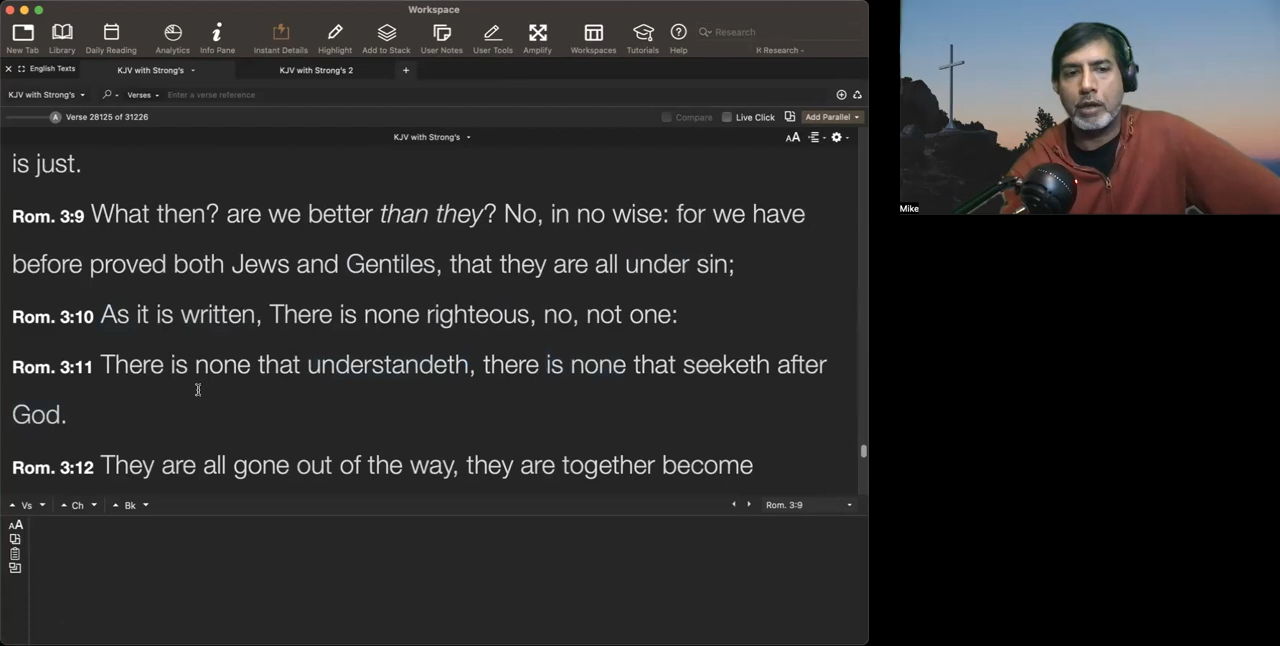 Workspace
New Tab Library Daily Reading Analytics Info Pane Instant Details Highlight Add to Stack User Notes User Tools Amplify Workspaces Tutorials Help Research
Research
English Texts KJV with Strong's KJV with Strong's 2 +
KJV with Strong's Verses Enter a verse reference
A Verse 28125 of 31226 Compare Live Click Add Parallel
KJV with Strong's AA
is just.
Rom. 3:9 What then? are we better than they? No, in no wise: for we have
before proved both Jews and Gentiles, that they are all under sin;
Rom. 3:10 As it is written, There is none righteous, no, not one:
Rom. 3:11 There is none that understandeth, there is none that seeketh after
God.
Rom. 3:12 They are all gone out of the way, they are together become
Vs Ch Bk Rom. 3:9
AA
Mike